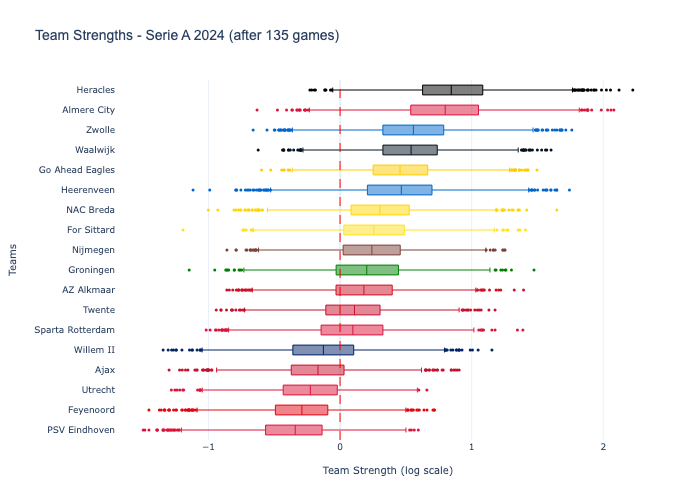 Team Strengths - Serie A 2024 (after 135 games)
Heracles
Almere City
Zwolle
Waalwijk
Go Ahead Eagles
Heerenveen
NAC Breda
For Sittard
Nijmegen
Groningen
AZ Alkmaar
Twente
Sparta Rotterdam
Willem II
Ajax
Utrecht
Feyenoord
PSV Eindhoven
Teams
−1 0 1 2
Team Strength (log scale)